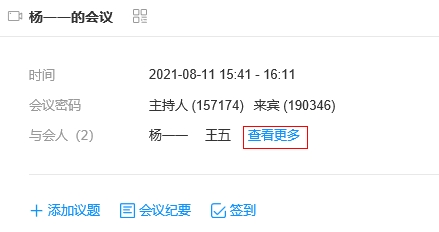 杨一一的会议
时间 2021-08-11 15:41 - 16:11
会议密码 主持人 (157174) 来宾 (190346)
与会人（2） 杨一一 王五 查看更多
添加议题 会议纪要 签到